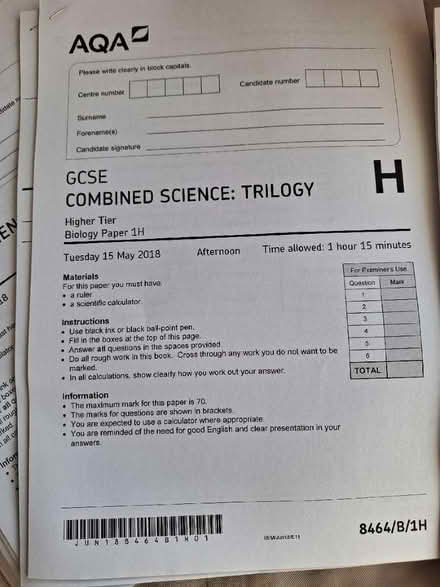 AQA
Please write clearly in block capitals.
Centre number
Candidate number
Surname
Forename(s)
Candidate signature
GCSE
COMBINED SCIENCE: TRILOGY
H
Higher Tier
Biology Paper 1H
Tuesday 15 May 2018
Afternoon
Time allowed: 1 hour 15 minutes
Materials
For this paper you must have:
• a ruler
• a scientific calculator.
Instructions
• Use black ink or black ball-point pen.
• Fill in the boxes at the top of this page.
• Answer all questions in the spaces provided.
• Do all rough work in this book. Cross through any work you do not want to be
marked.
• In all calculations, show clearly how you work out your answer.
Information
• The maximum mark for this paper is 70.
• The marks for questions are shown in brackets.
• You are expected to use a calculator where appropriate.
• You are reminded of the need for good English and clear presentation in your
answers.
For Examiner's Use
Question Mark
1
2
3
4
5
6
TOTAL
JUN188464B1H01
8464/B/1H